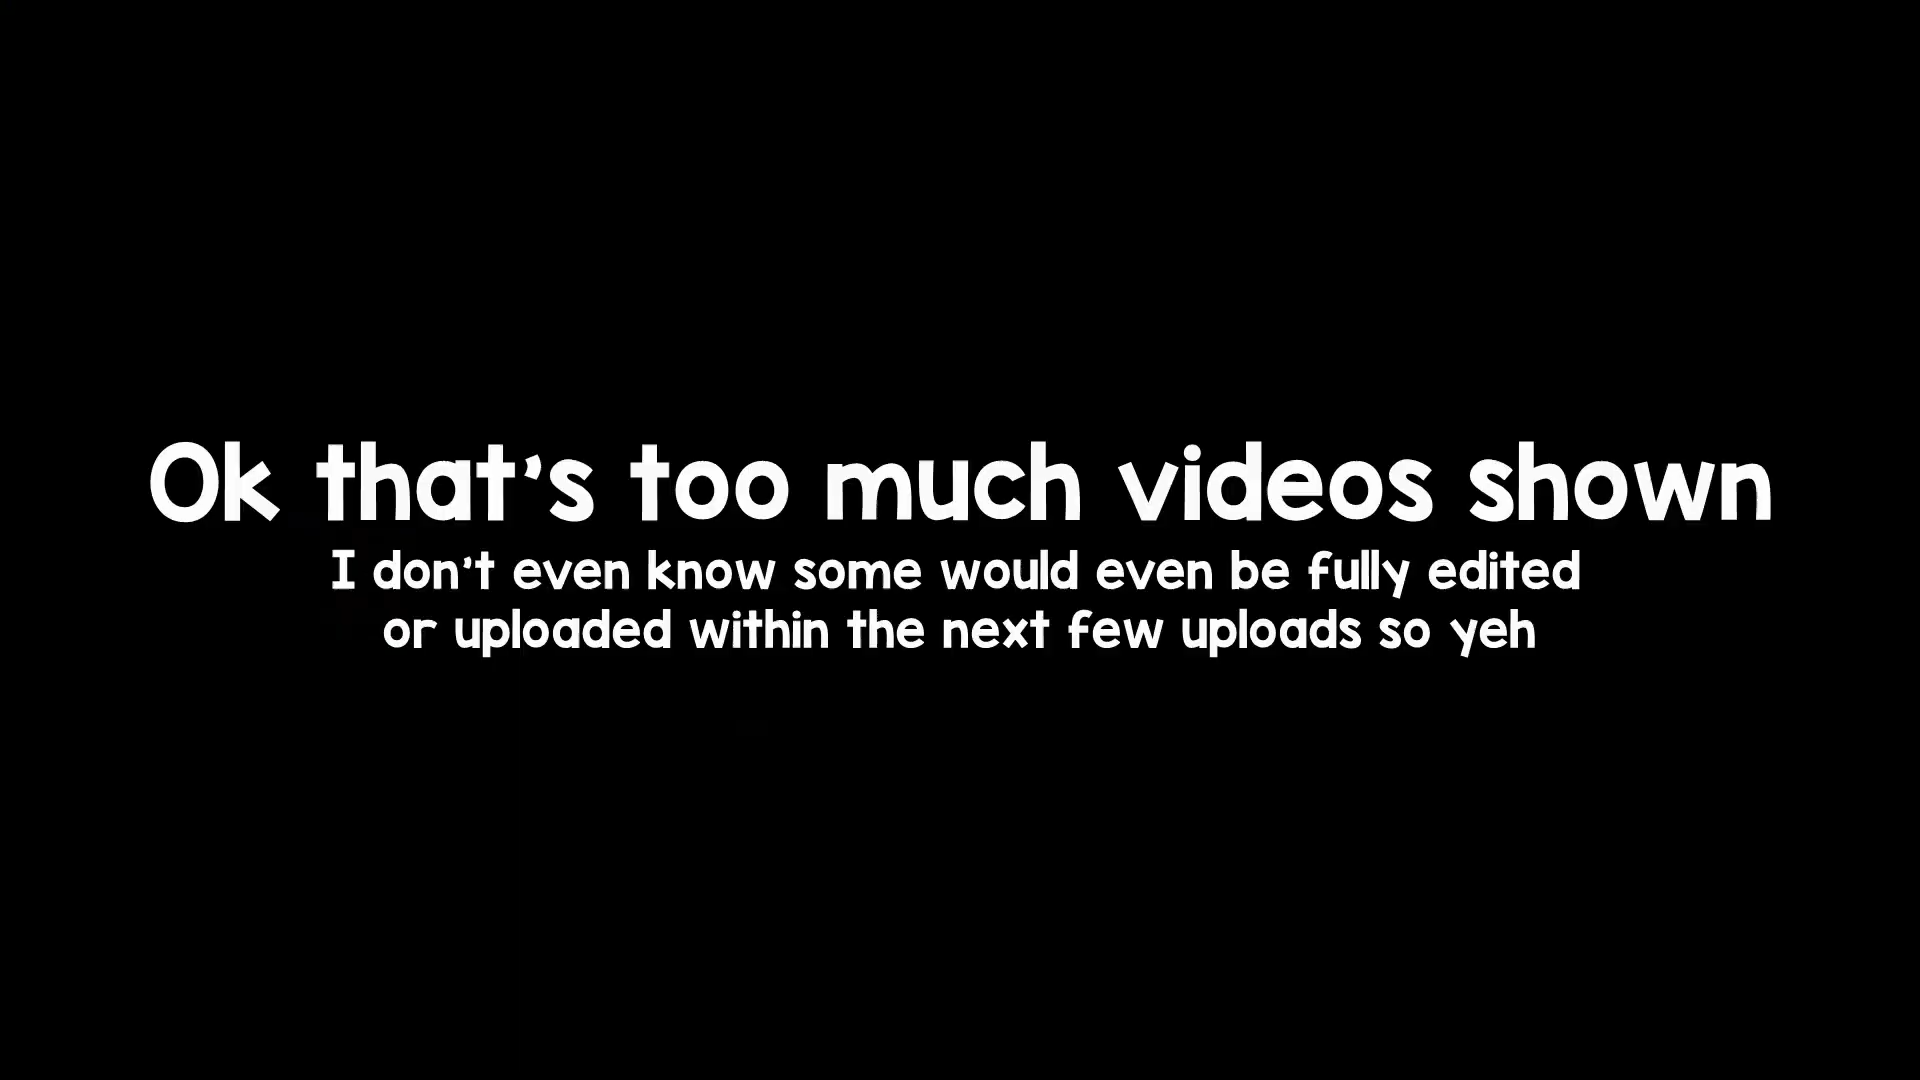 Ok that's too much videos shown
I don't even know some would even be fully edited
or uploaded within the next few uploads so yeh